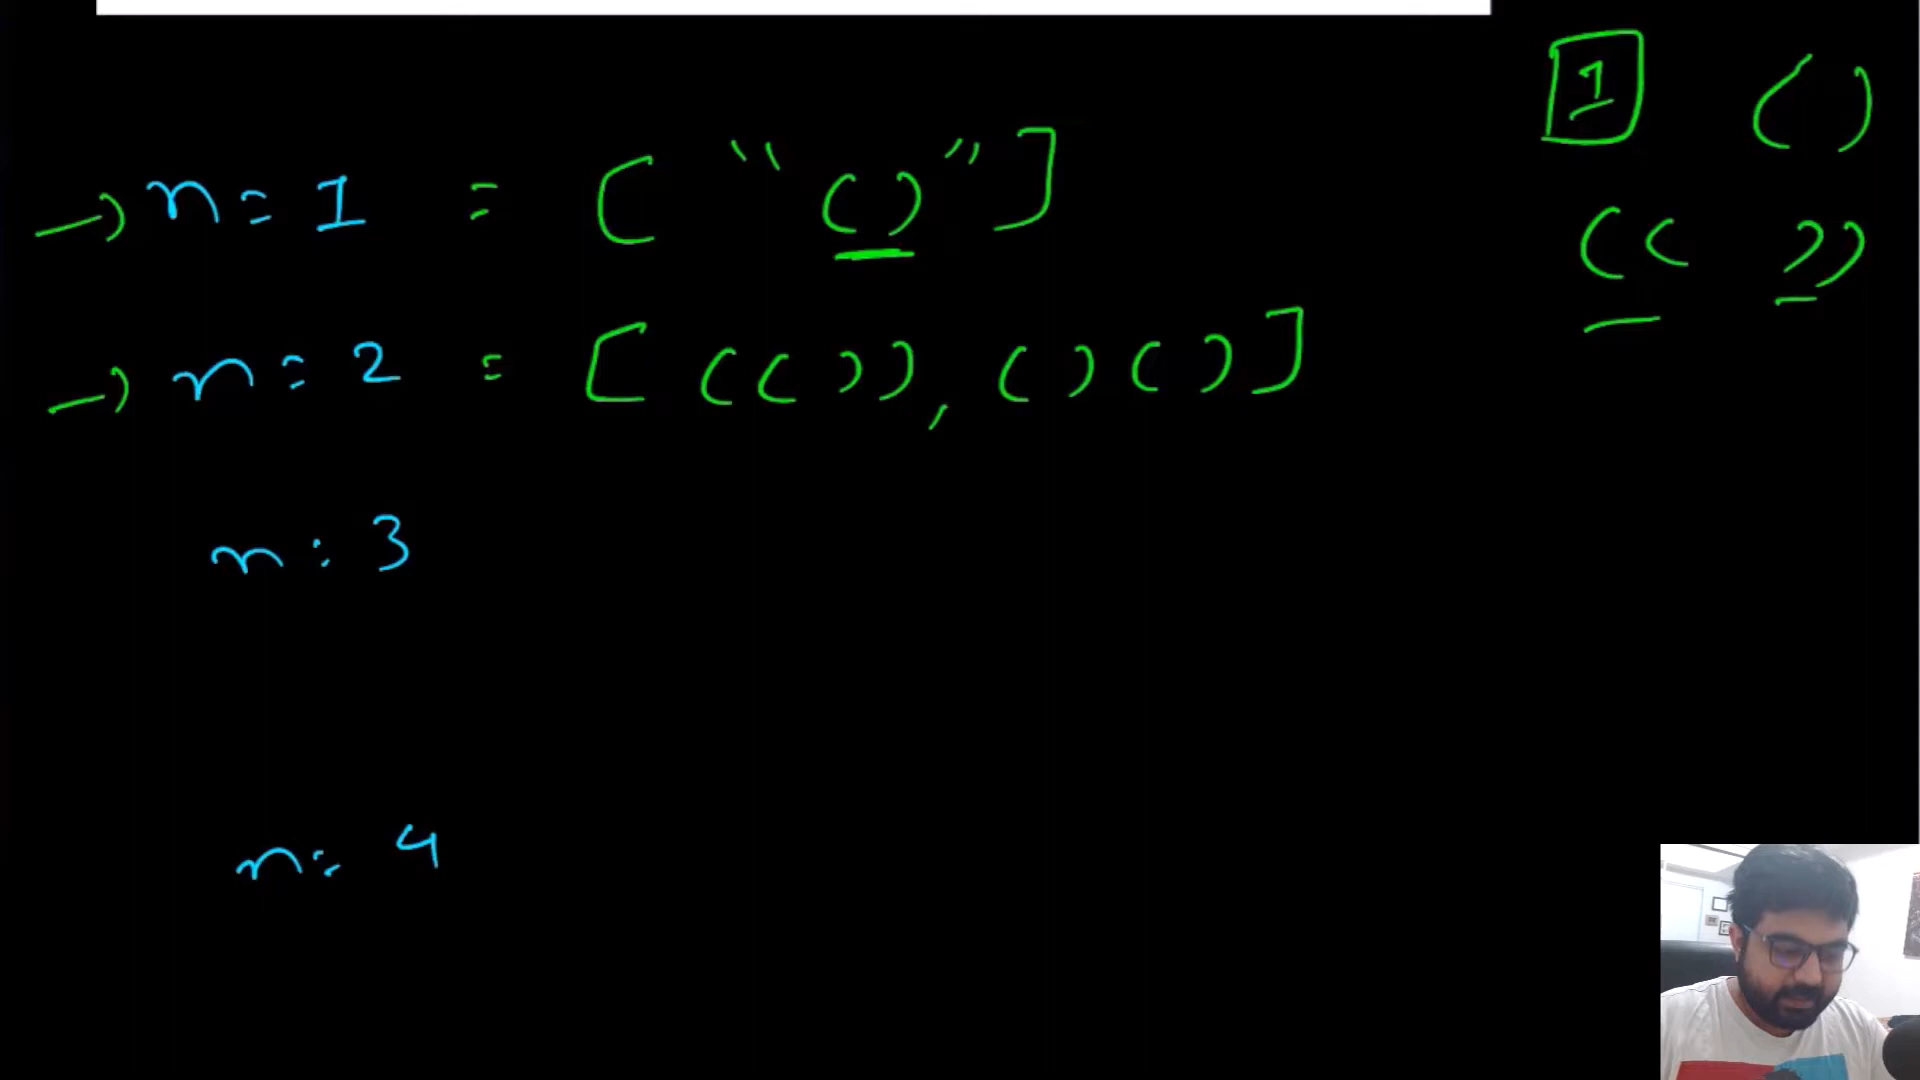 1 ( )
→ n = 1 = [ "( )" ]
( ( ) )
→ n = 2 = [ ( ( ) ) , ( ) ( ) ]
n : 3
n = 4